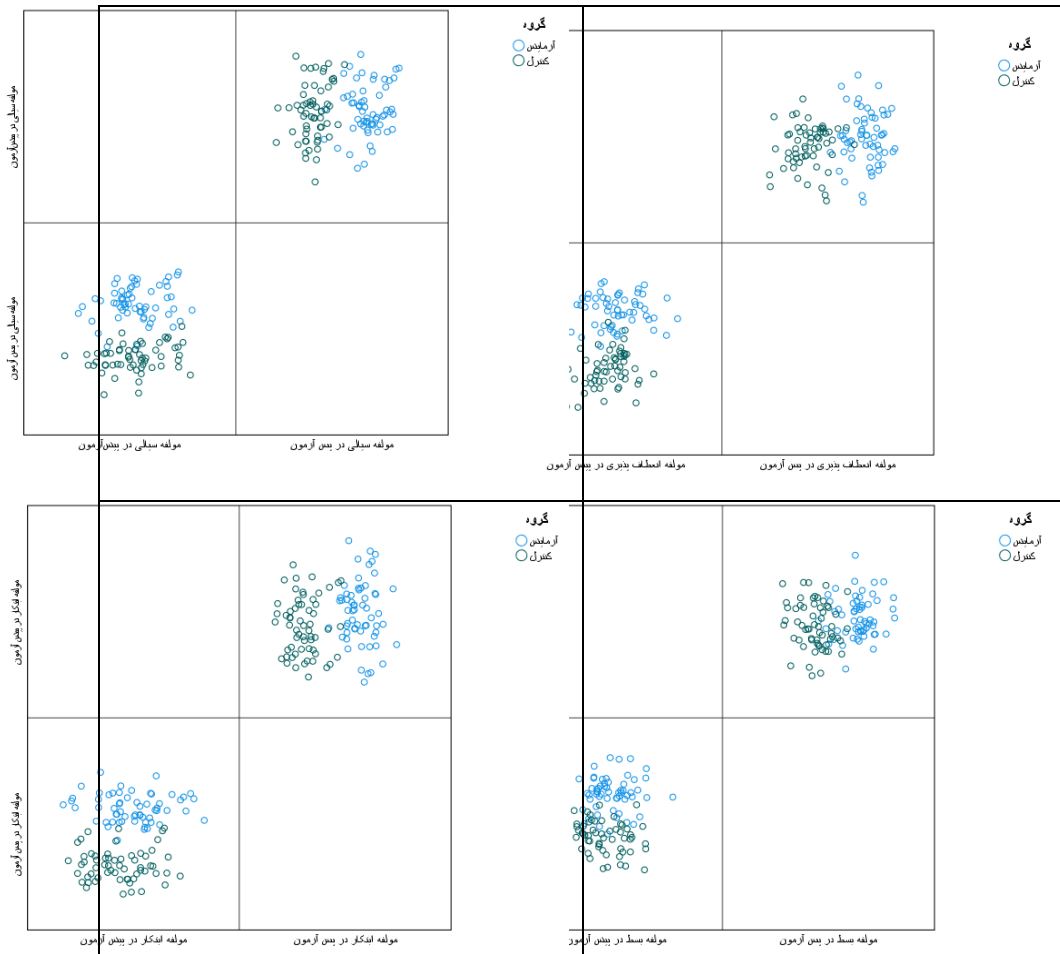 گروه
آزمایش
کنترل
مولفه سیالی در پیش آزمون
مولفه سیالی در پس آزمون
مولفه سیالی در پیش آزمون
مولفه سیالی در پس آزمون
گروه
آزمایش
کنترل
مولفه انعطاف پذیری در پیش آزمون
مولفه انعطاف پذیری در پس آزمون
گروه
آزمایش
کنترل
مولفه ابتکار در پیش آزمون
مولفه ابتکار در پس آزمون
مولفه ابتکار در پیش آزمون
مولفه ابتکار در پس آزمون
گروه
آزمایش
کنترل
مولفه بسط در پیش آزمون
مولفه بسط در پس آزمون